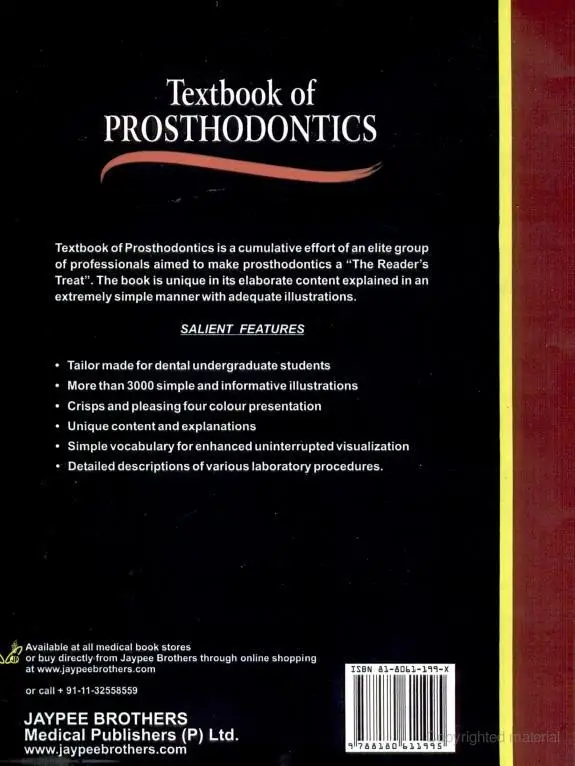 Textbook of
PROSTHODONTICS
Textbook of Prosthodontics is a cumulative effort of an elite group
of professionals aimed to make prosthodontics a “The Reader’s
Treat”. The book is unique in its elaborate content explained in an
extremely simple manner with adequate illustrations.
SALIENT FEATURES
• Tailor made for dental undergraduate students
• More than 3000 simple and informative illustrations
• Crisps and pleasing four colour presentation
• Unique content and explanations
• Simple vocabulary for enhanced uninterrupted visualization
• Detailed descriptions of various laboratory procedures.
Available at all medical book stores
or buy directly from Jaypee Brothers through online shopping
at www.jaypeebrothers.com
or call + 91-11-32558559
JAYPEE BROTHERS
Medical Publishers (P) Ltd.
www.jaypeebrothers.com
ISBN 81-8061-199-X
9 788180 611995
Copyrighted material